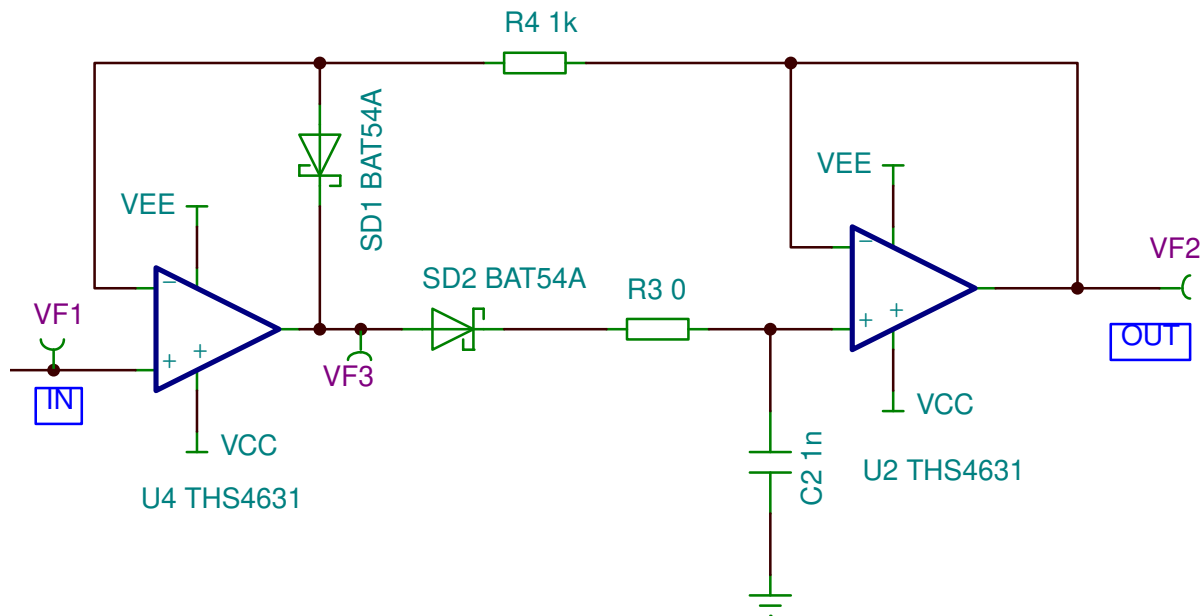 R4 1k
SD1 BAT54A
VEE
VEE
SD2 BAT54A
R3 0
VF2
VF1
OUT
VF3
IN
VCC
VCC
C2 1n
U2 THS4631
U4 THS4631